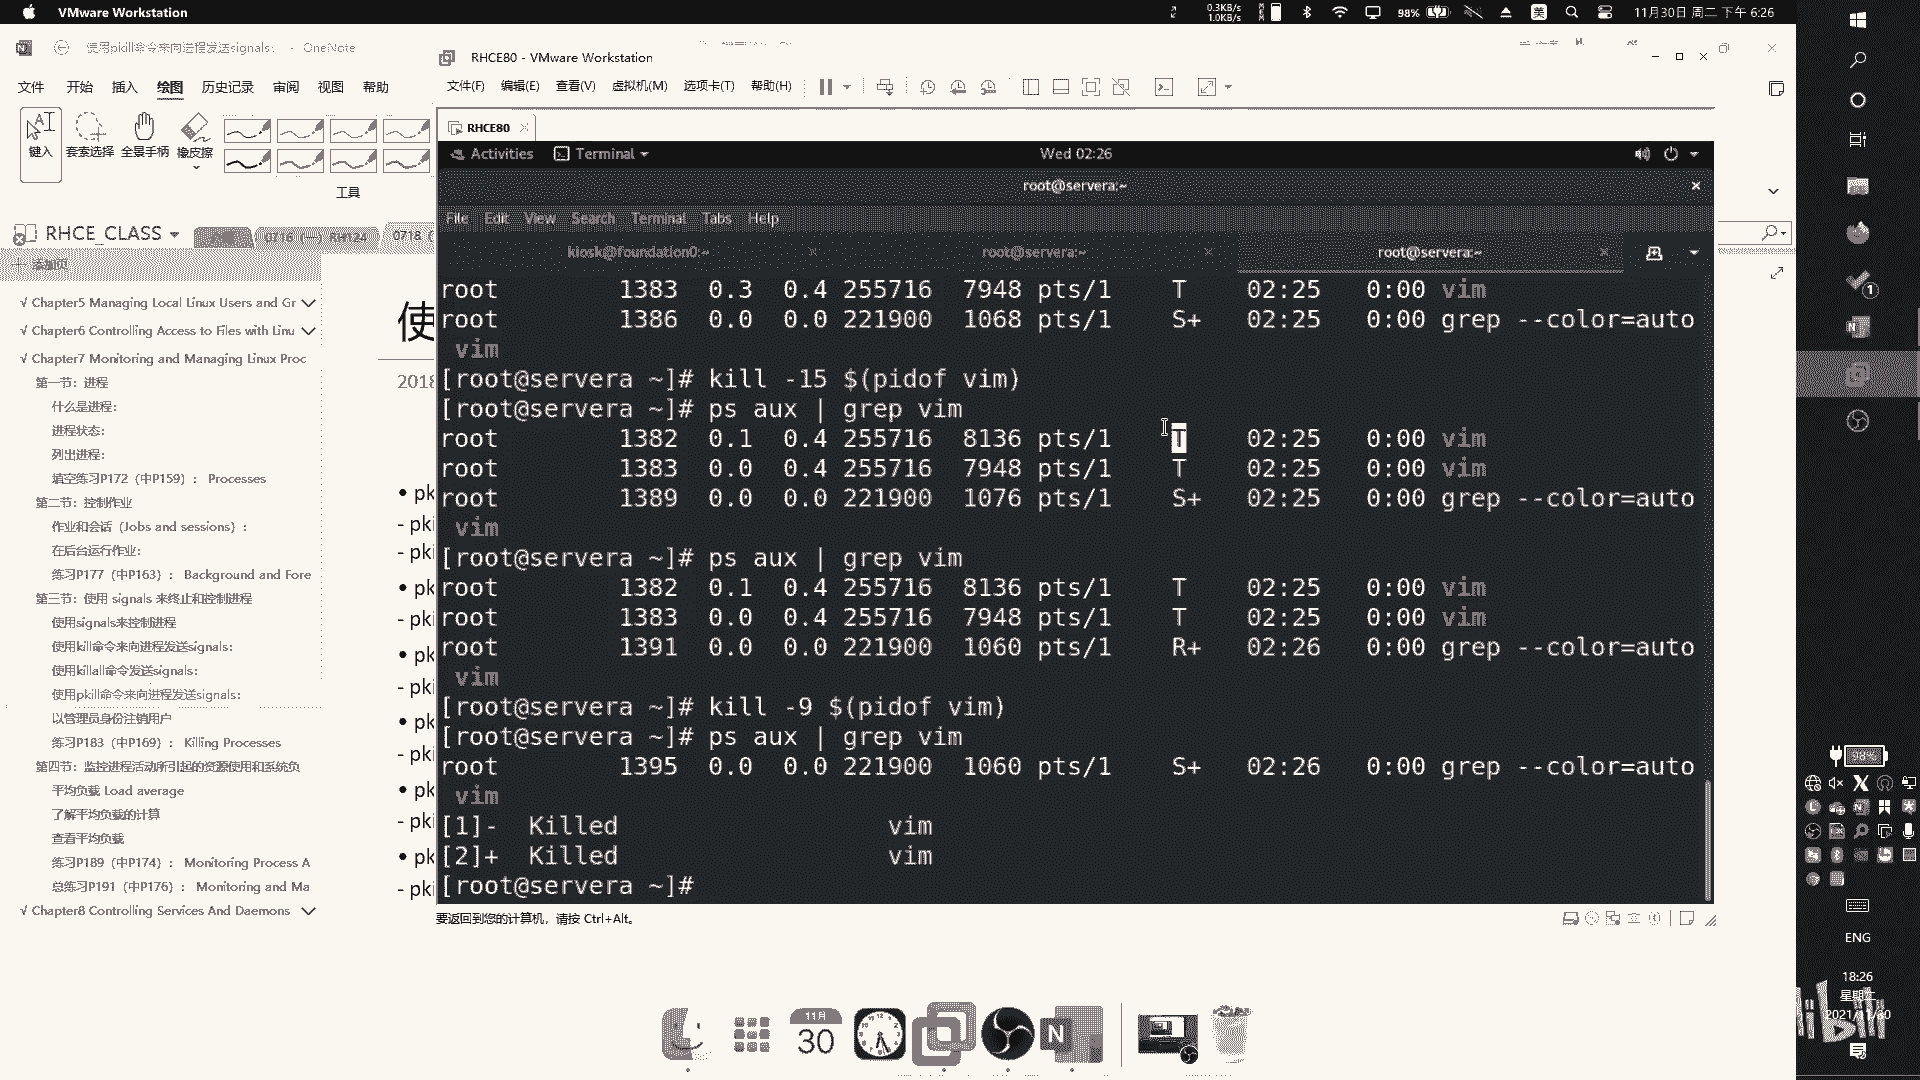 VMware Workstation
0.3KB/s
1.0KB/s
98%
英
11月30日 周二 下午 6:26
使用pkill命令来向进程发送signals: - OneNote
文件 开始 插入 绘图 历史记录 审阅 视图 帮助
键入 套索选择 全景手柄 橡皮擦
工具
RHCE_CLASS
0716 (一) RH124
0718 (
添加页
√ Chapter5 Managing Local Linux Users and Gr
√ Chapter6 Controlling Access to Files with Linu
√ Chapter7 Monitoring and Managing Linux Proc
第一节：进程
什么是进程：
进程状态：
列出进程：
填空练习P172（中P159）： Processes
第二节：控制作业
作业和会话（Jobs and sessions）：
在后台运行作业：
练习P177（中P163）： Background and Fore
第三节：使用 signals 来终止和控制进程
使用signals来控制进程
使用kill命令来向进程发送signals：
使用killall命令发送signals：
使用pkill命令来向进程发送signals：
以管理员身份注销用户
练习P183（中P169）： Killing Processes
第四节：监控进程活动所引起的资源使用和系统负
平均负载 Load average
了解平均负载的计算
查看平均负载
练习P189（中P174）： Monitoring Process A
总练习P191（中P176）： Monitoring and Ma
√ Chapter8 Controlling Services And Daemons
使
2018
• pk
- pki
- pki
• pk
- pki
• pk
- pki
• pk
- pki
• pk
- pki
• pk
- pki
RHCE80 - VMware Workstation
文件(F) 编辑(E) 查看(V) 虚拟机(M) 选项卡(T) 帮助(H)
RHCE80
Activities Terminal Wed 02:26
root@servera:~
File Edit View Search Terminal Tabs Help
kiosk@foundation0:~ root@servera:~ root@servera:~
root 1383 0.3 0.4 255716 7948 pts/1 T 02:25 0:00 vim
root 1386 0.0 0.0 221900 1068 pts/1 S+ 02:25 0:00 grep --color=auto
vim
[root@servera ~]# kill -15 $(pidof vim)
[root@servera ~]# ps aux | grep vim
root 1382 0.1 0.4 255716 8136 pts/1 T 02:25 0:00 vim
root 1383 0.0 0.4 255716 7948 pts/1 T 02:25 0:00 vim
root 1389 0.0 0.0 221900 1076 pts/1 S+ 02:25 0:00 grep --color=auto
vim
[root@servera ~]# ps aux | grep vim
root 1382 0.1 0.4 255716 8136 pts/1 T 02:25 0:00 vim
root 1383 0.0 0.4 255716 7948 pts/1 T 02:25 0:00 vim
root 1391 0.0 0.0 221900 1060 pts/1 R+ 02:26 0:00 grep --color=auto
vim
[root@servera ~]# kill -9 $(pidof vim)
[root@servera ~]# ps aux | grep vim
root 1395 0.0 0.0 221900 1060 pts/1 S+ 02:26 0:00 grep --color=auto
vim
[1]- Killed vim
[2]+ Killed vim
[root@servera ~]#
要返回到您的计算机，请按 Ctrl+Alt。
11月
30
N
1
98%
ENG
18:26